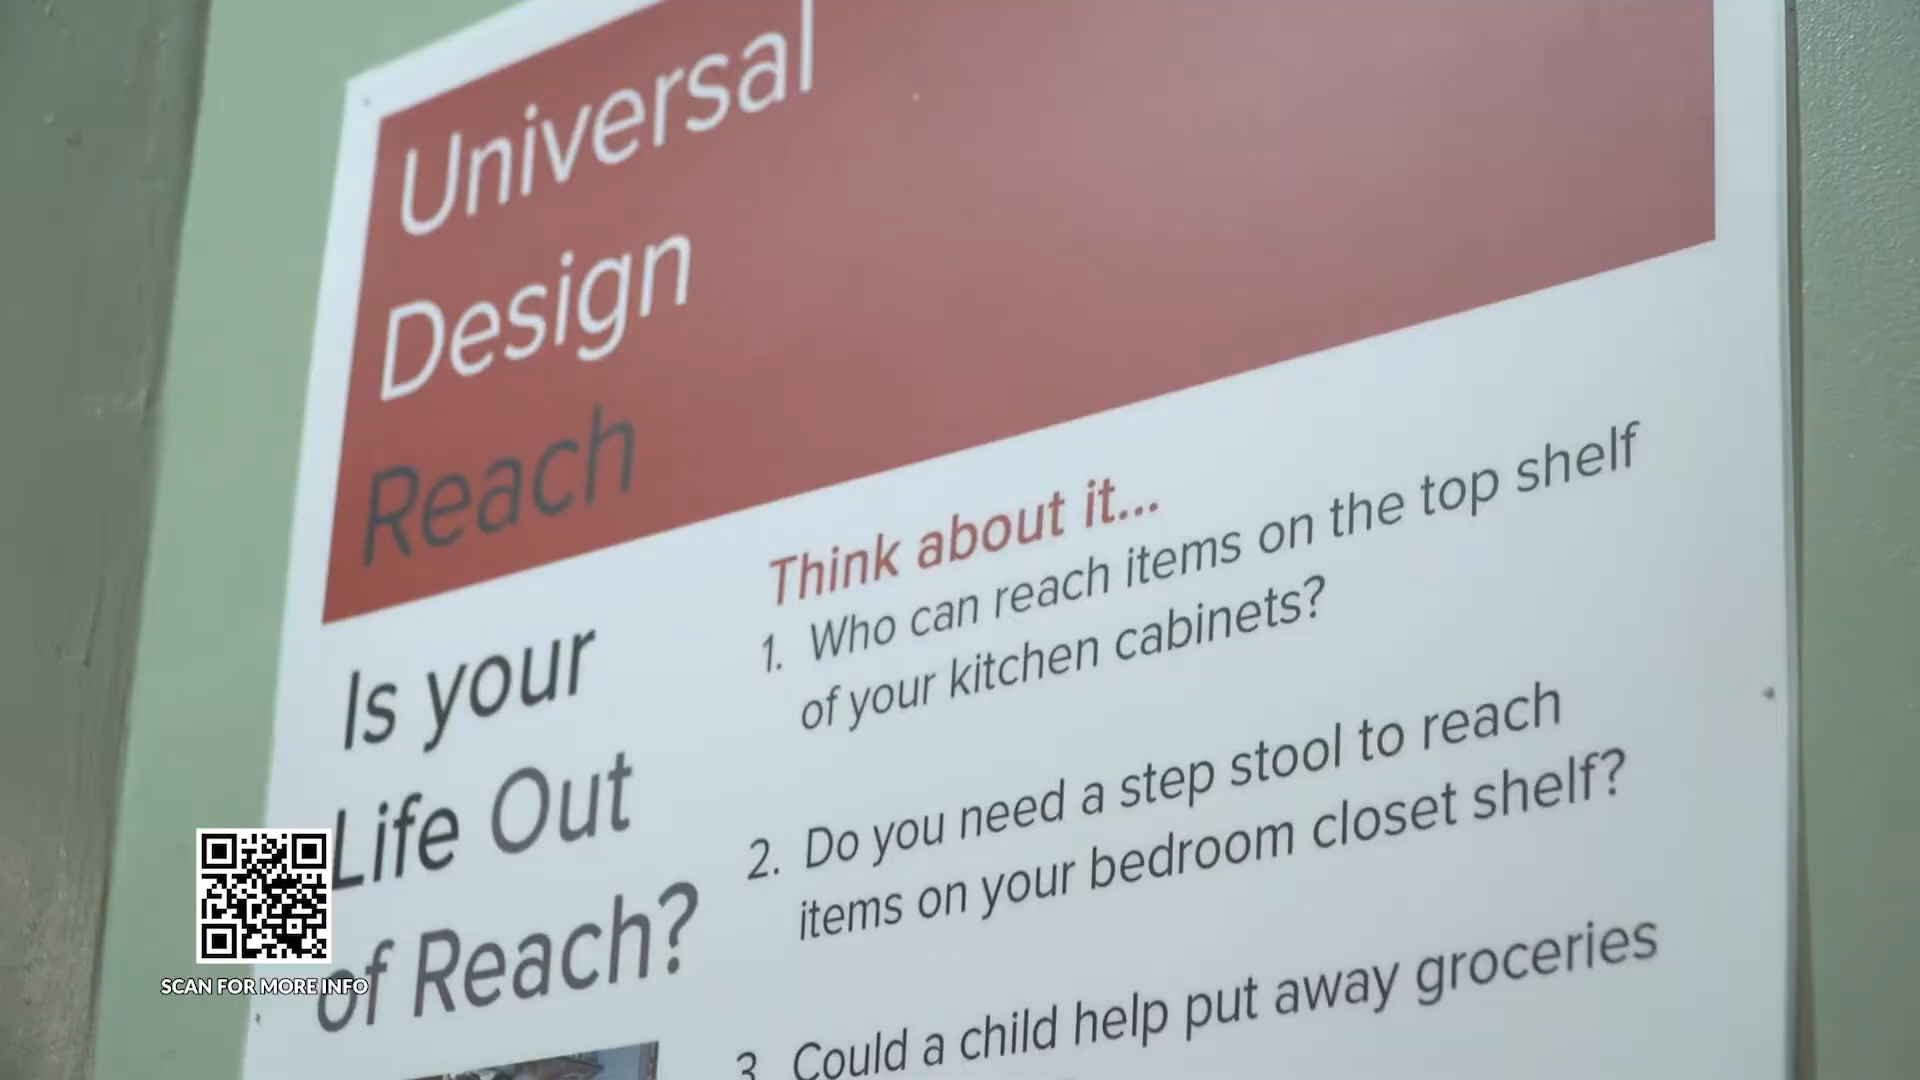 Universal
Design
Reach
Is your
Life Out
of Reach?
Think about it...
1. Who can reach items on the top shelf
of your kitchen cabinets?
2. Do you need a step stool to reach
items on your bedroom closet shelf?
3. Could a child help put away groceries
SCAN FOR MORE INFO